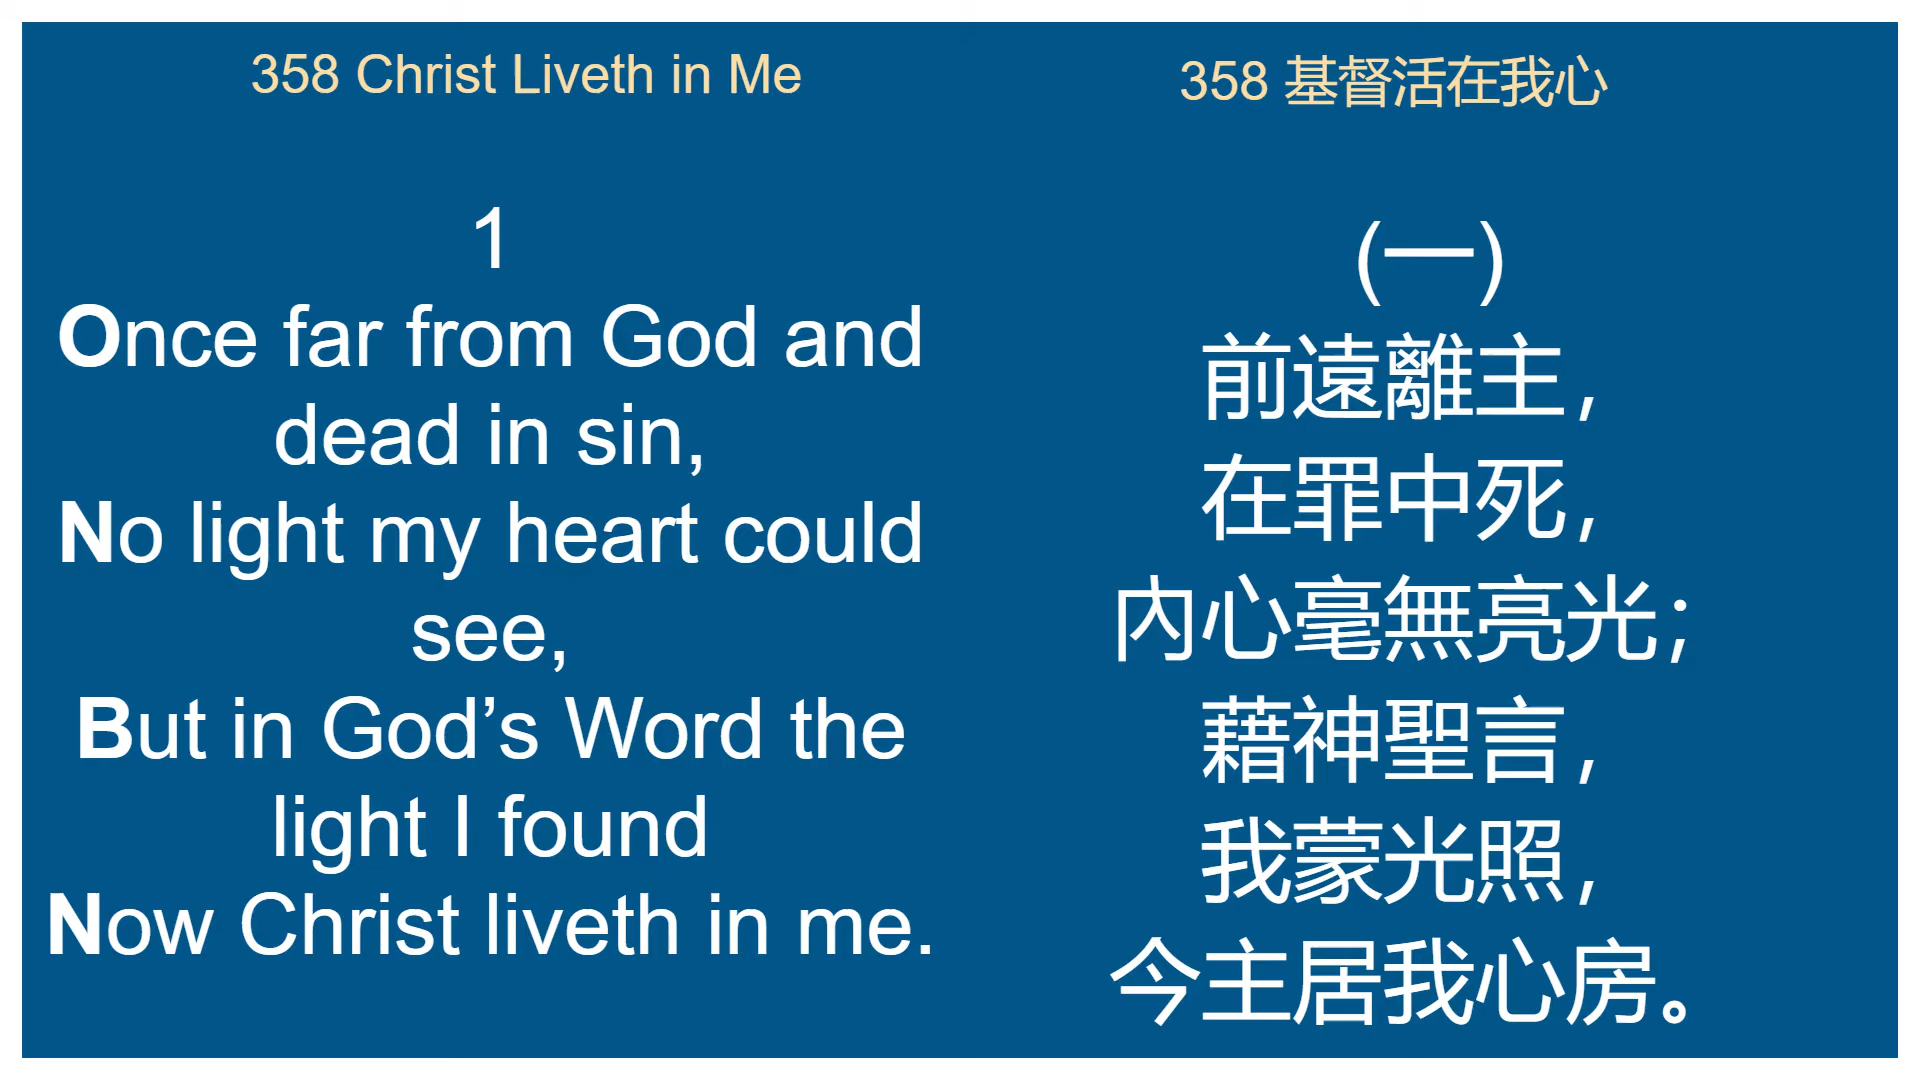 358 Christ Liveth in Me
1
Once far from God and
dead in sin,
No light my heart could
see,
But in God’s Word the
light I found
Now Christ liveth in me.
358 基督活在我心
(一)
前遠離主，
在罪中死，
內心毫無亮光；
藉神聖言，
我蒙光照，
今主居我心房。